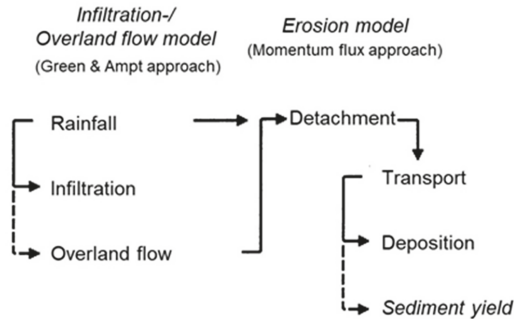 Infiltration-/
Overland flow model
(Green & Ampt approach)
Erosion model
(Momentum flux approach)
Rainfall
Detachment
Infiltration
Transport
Overland flow
Deposition
Sediment yield